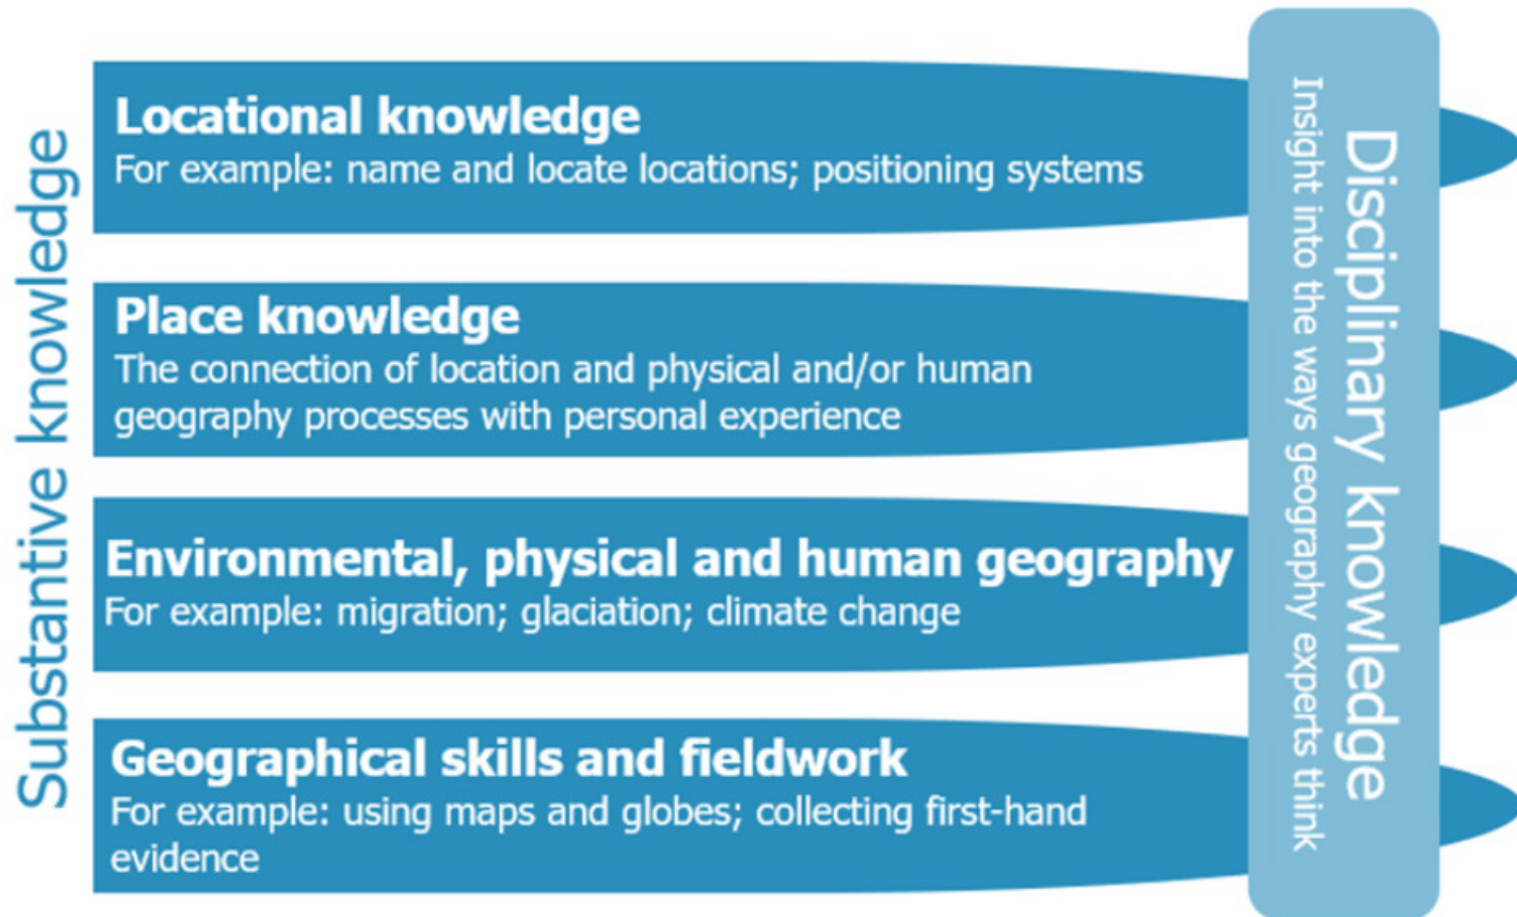 Substantive knowledge
Locational knowledge
For example: name and locate locations; positioning systems
Place knowledge
The connection of location and physical and/or human
geography processes with personal experience
Environmental, physical and human geography
For example: migration; glaciation; climate change
Geographical skills and fieldwork
For example: using maps and globes; collecting first-hand
evidence
Disciplinary knowledge
Insight into the ways geography experts think